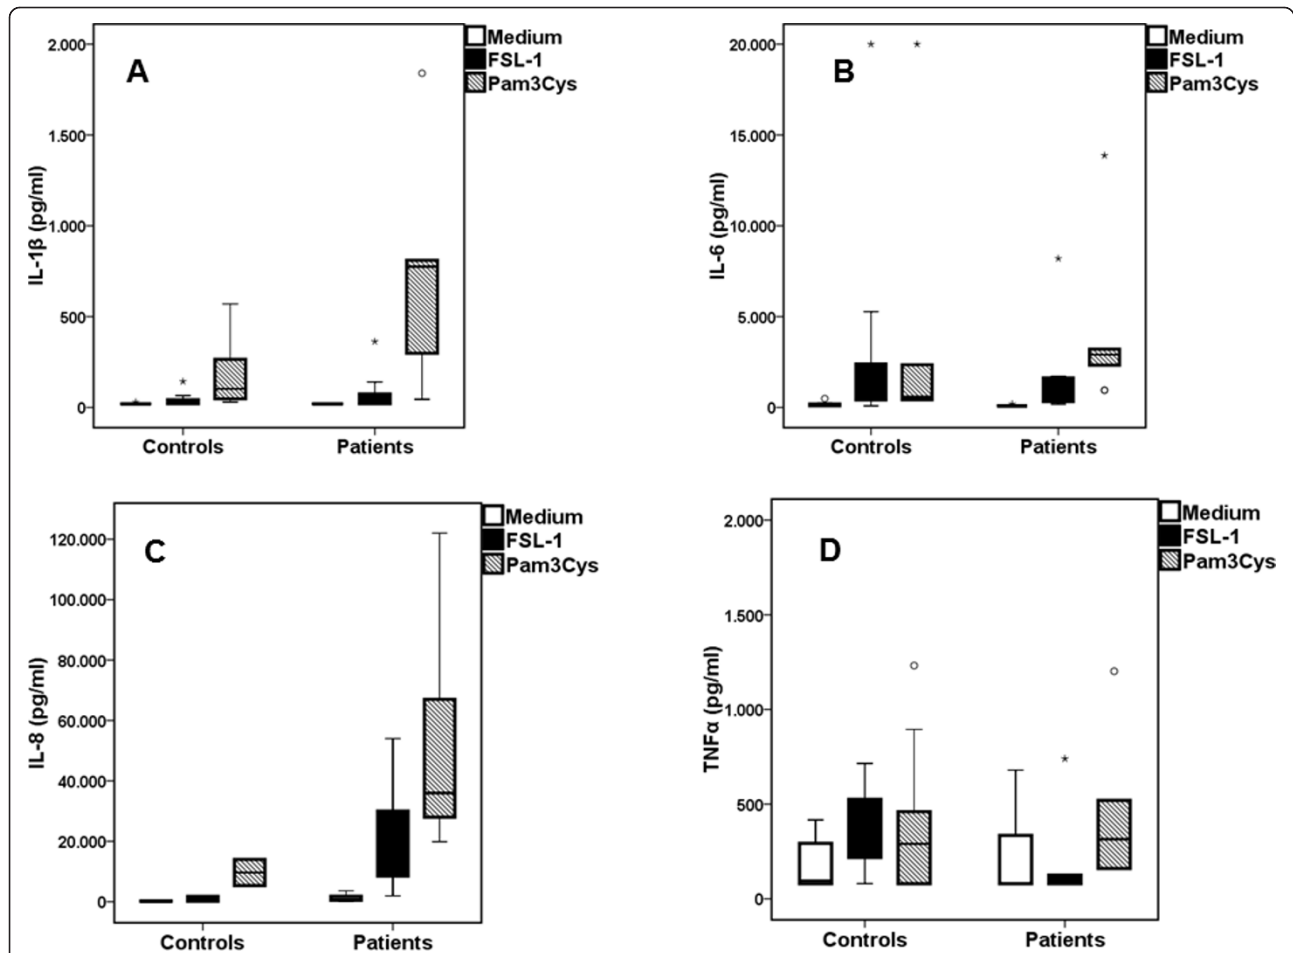 A
IL-1β (pg/ml)
2.000
1.500
1.000
500
0
Controls Patients
Medium
FSL-1
Pam3Cys
B
IL-6 (pg/ml)
20.000
15.000
10.000
5.000
0
Controls Patients
Medium
FSL-1
Pam3Cys
C
IL-8 (pg/ml)
120.000
100.000
80.000
60.000
40.000
20.000
0
Controls Patients
Medium
FSL-1
Pam3Cys
D
TNFα (pg/ml)
2.000
1.500
1.000
500
0
Controls Patients
Medium
FSL-1
Pam3Cys